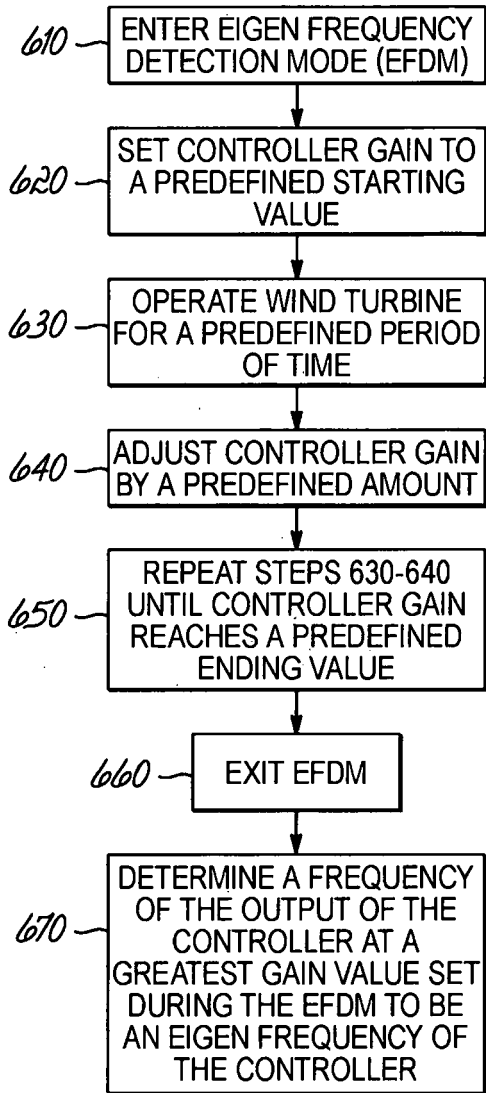 610
ENTER EIGEN FREQUENCY
DETECTION MODE (EFDM)
620
SET CONTROLLER GAIN TO
A PREDEFINED STARTING
VALUE
630
OPERATE WIND TURBINE
FOR A PREDEFINED PERIOD
OF TIME
640
ADJUST CONTROLLER GAIN
BY A PREDEFINED AMOUNT
650
REPEAT STEPS 630-640
UNTIL CONTROLLER GAIN
REACHES A PREDEFINED
ENDING VALUE
660
EXIT EFDM
670
DETERMINE A FREQUENCY
OF THE OUTPUT OF THE
CONTROLLER AT A
GREATEST GAIN VALUE SET
DURING THE EFDM TO BE
AN EIGEN FREQUENCY OF
THE CONTROLLER